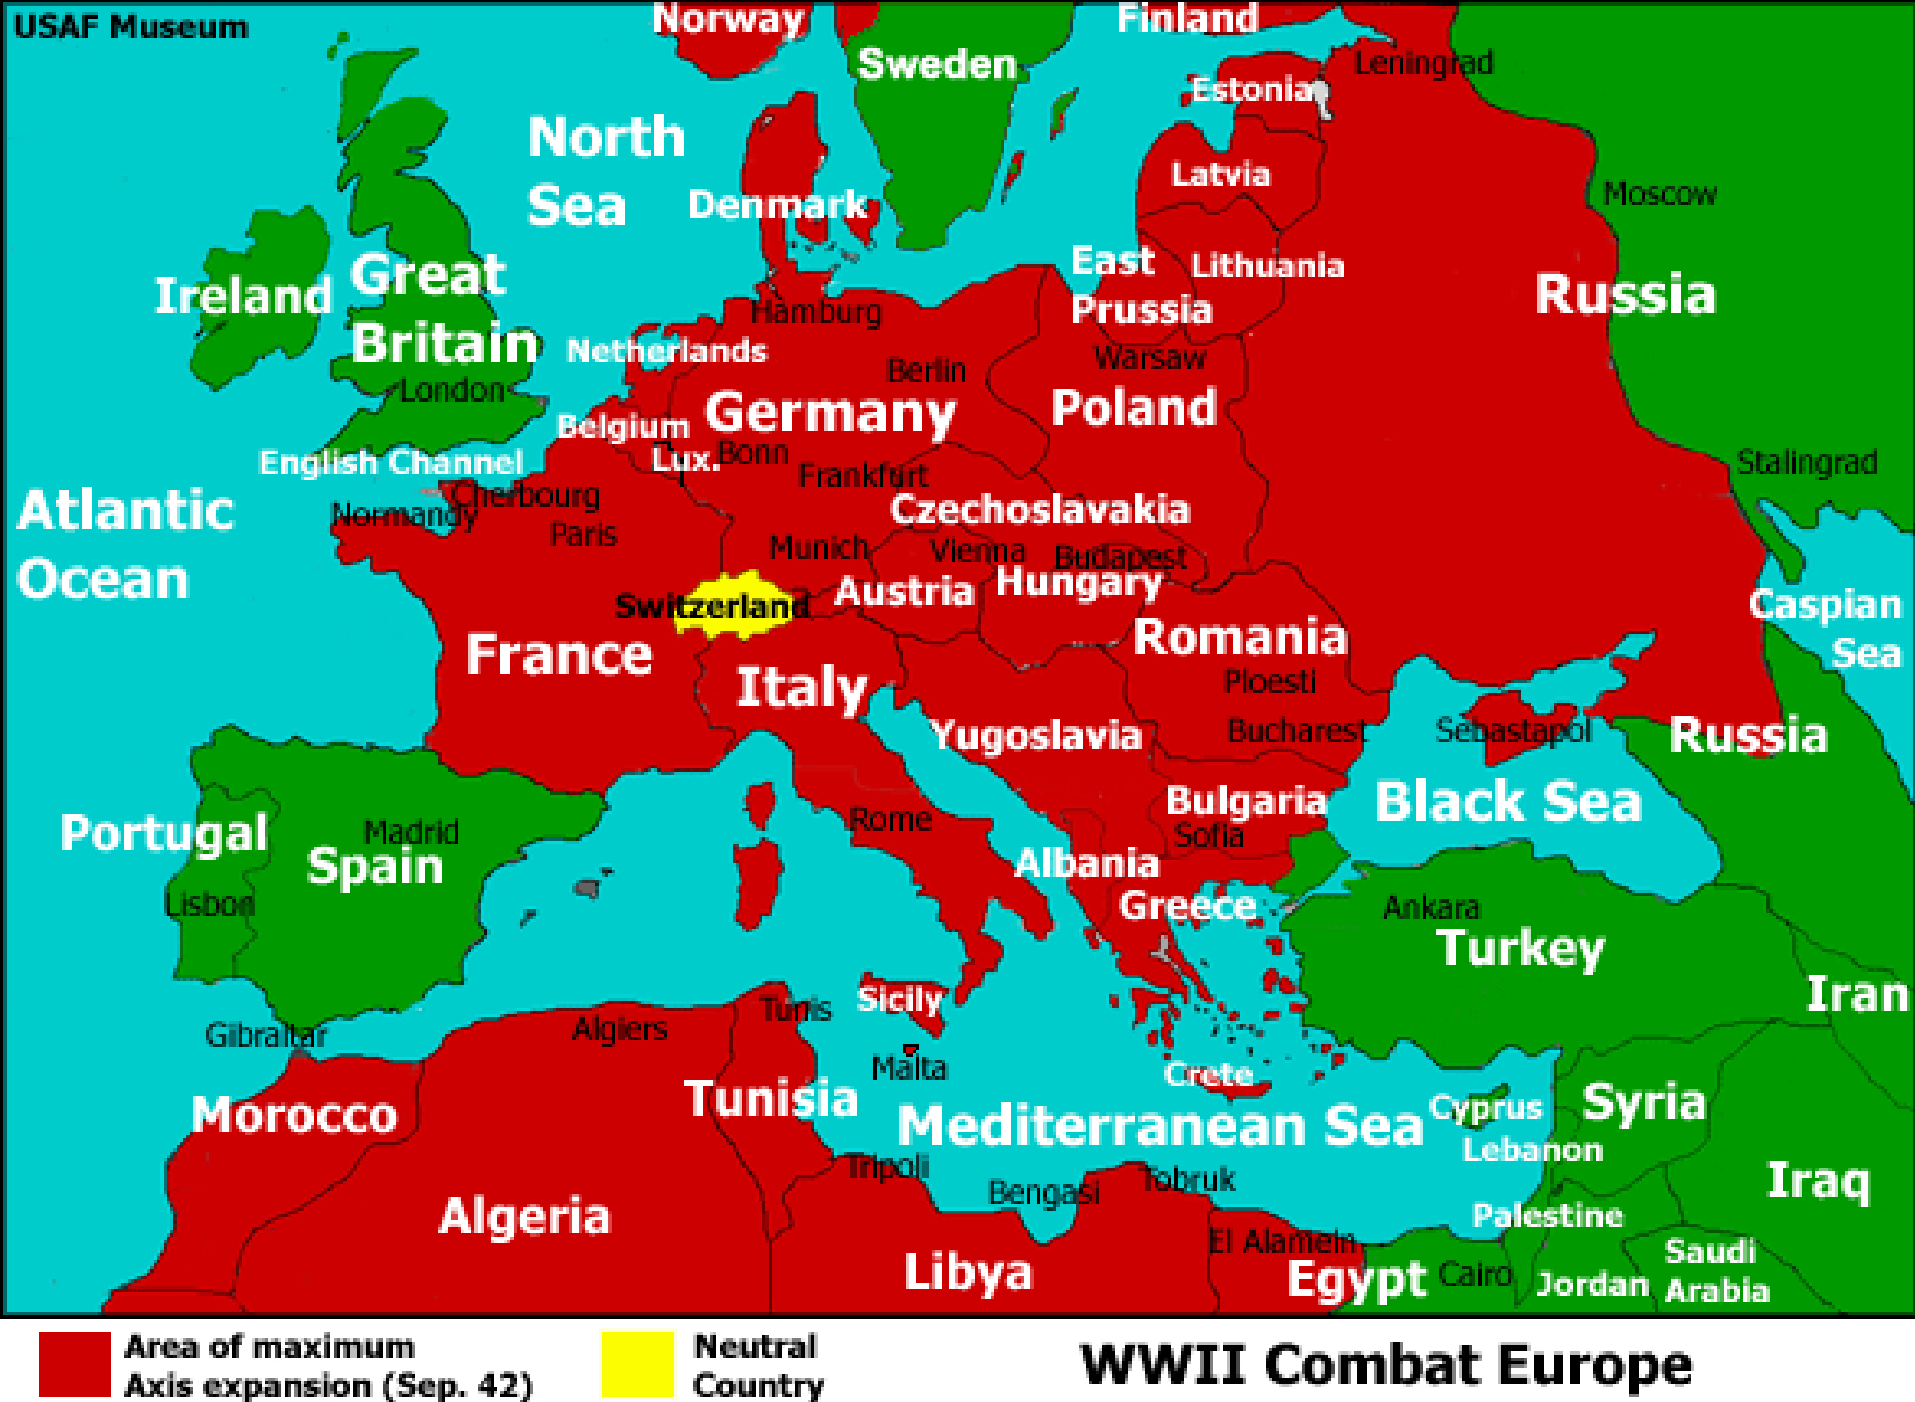 USAF Museum
Norway
Finland
Sweden
Leningrad
Estonia
North
Sea
Latvia
Moscow
Denmark
East
Prussia
Lithuania
Ireland
Great
Britain
Russia
Hamburg
Netherlands
Warsaw
Berlin
London
Germany
Poland
Belgium
English Channel
Lux.
Bonn
Frankfurt
Stalingrad
Atlantic
Ocean
Cherbourg
Normandy
Paris
Czechoslavakia
Munich
Vienna
Budapest
Austria
Hungary
Switzerland
Caspian
Sea
France
Romania
Italy
Ploesti
Yugoslavia
Bucharest
Sebastapol
Russia
Bulgaria
Black Sea
Portugal
Madrid
Spain
Rome
Sofia
Albania
Lisbon
Greece
Ankara
Turkey
Iran
Sicily
Tunis
Gibraltar
Algiers
Malta
Crete
Morocco
Tunisia
Mediterranean Sea
Cyprus
Syria
Lebanon
Tripoli
Bengasi
Tobruk
Iraq
Algeria
Palestine
El Alamein
Libya
Egypt
Cairo
Jordan
Saudi
Arabia
Area of maximum
Axis expansion (Sep. 42)
Neutral
Country
WWII Combat Europe